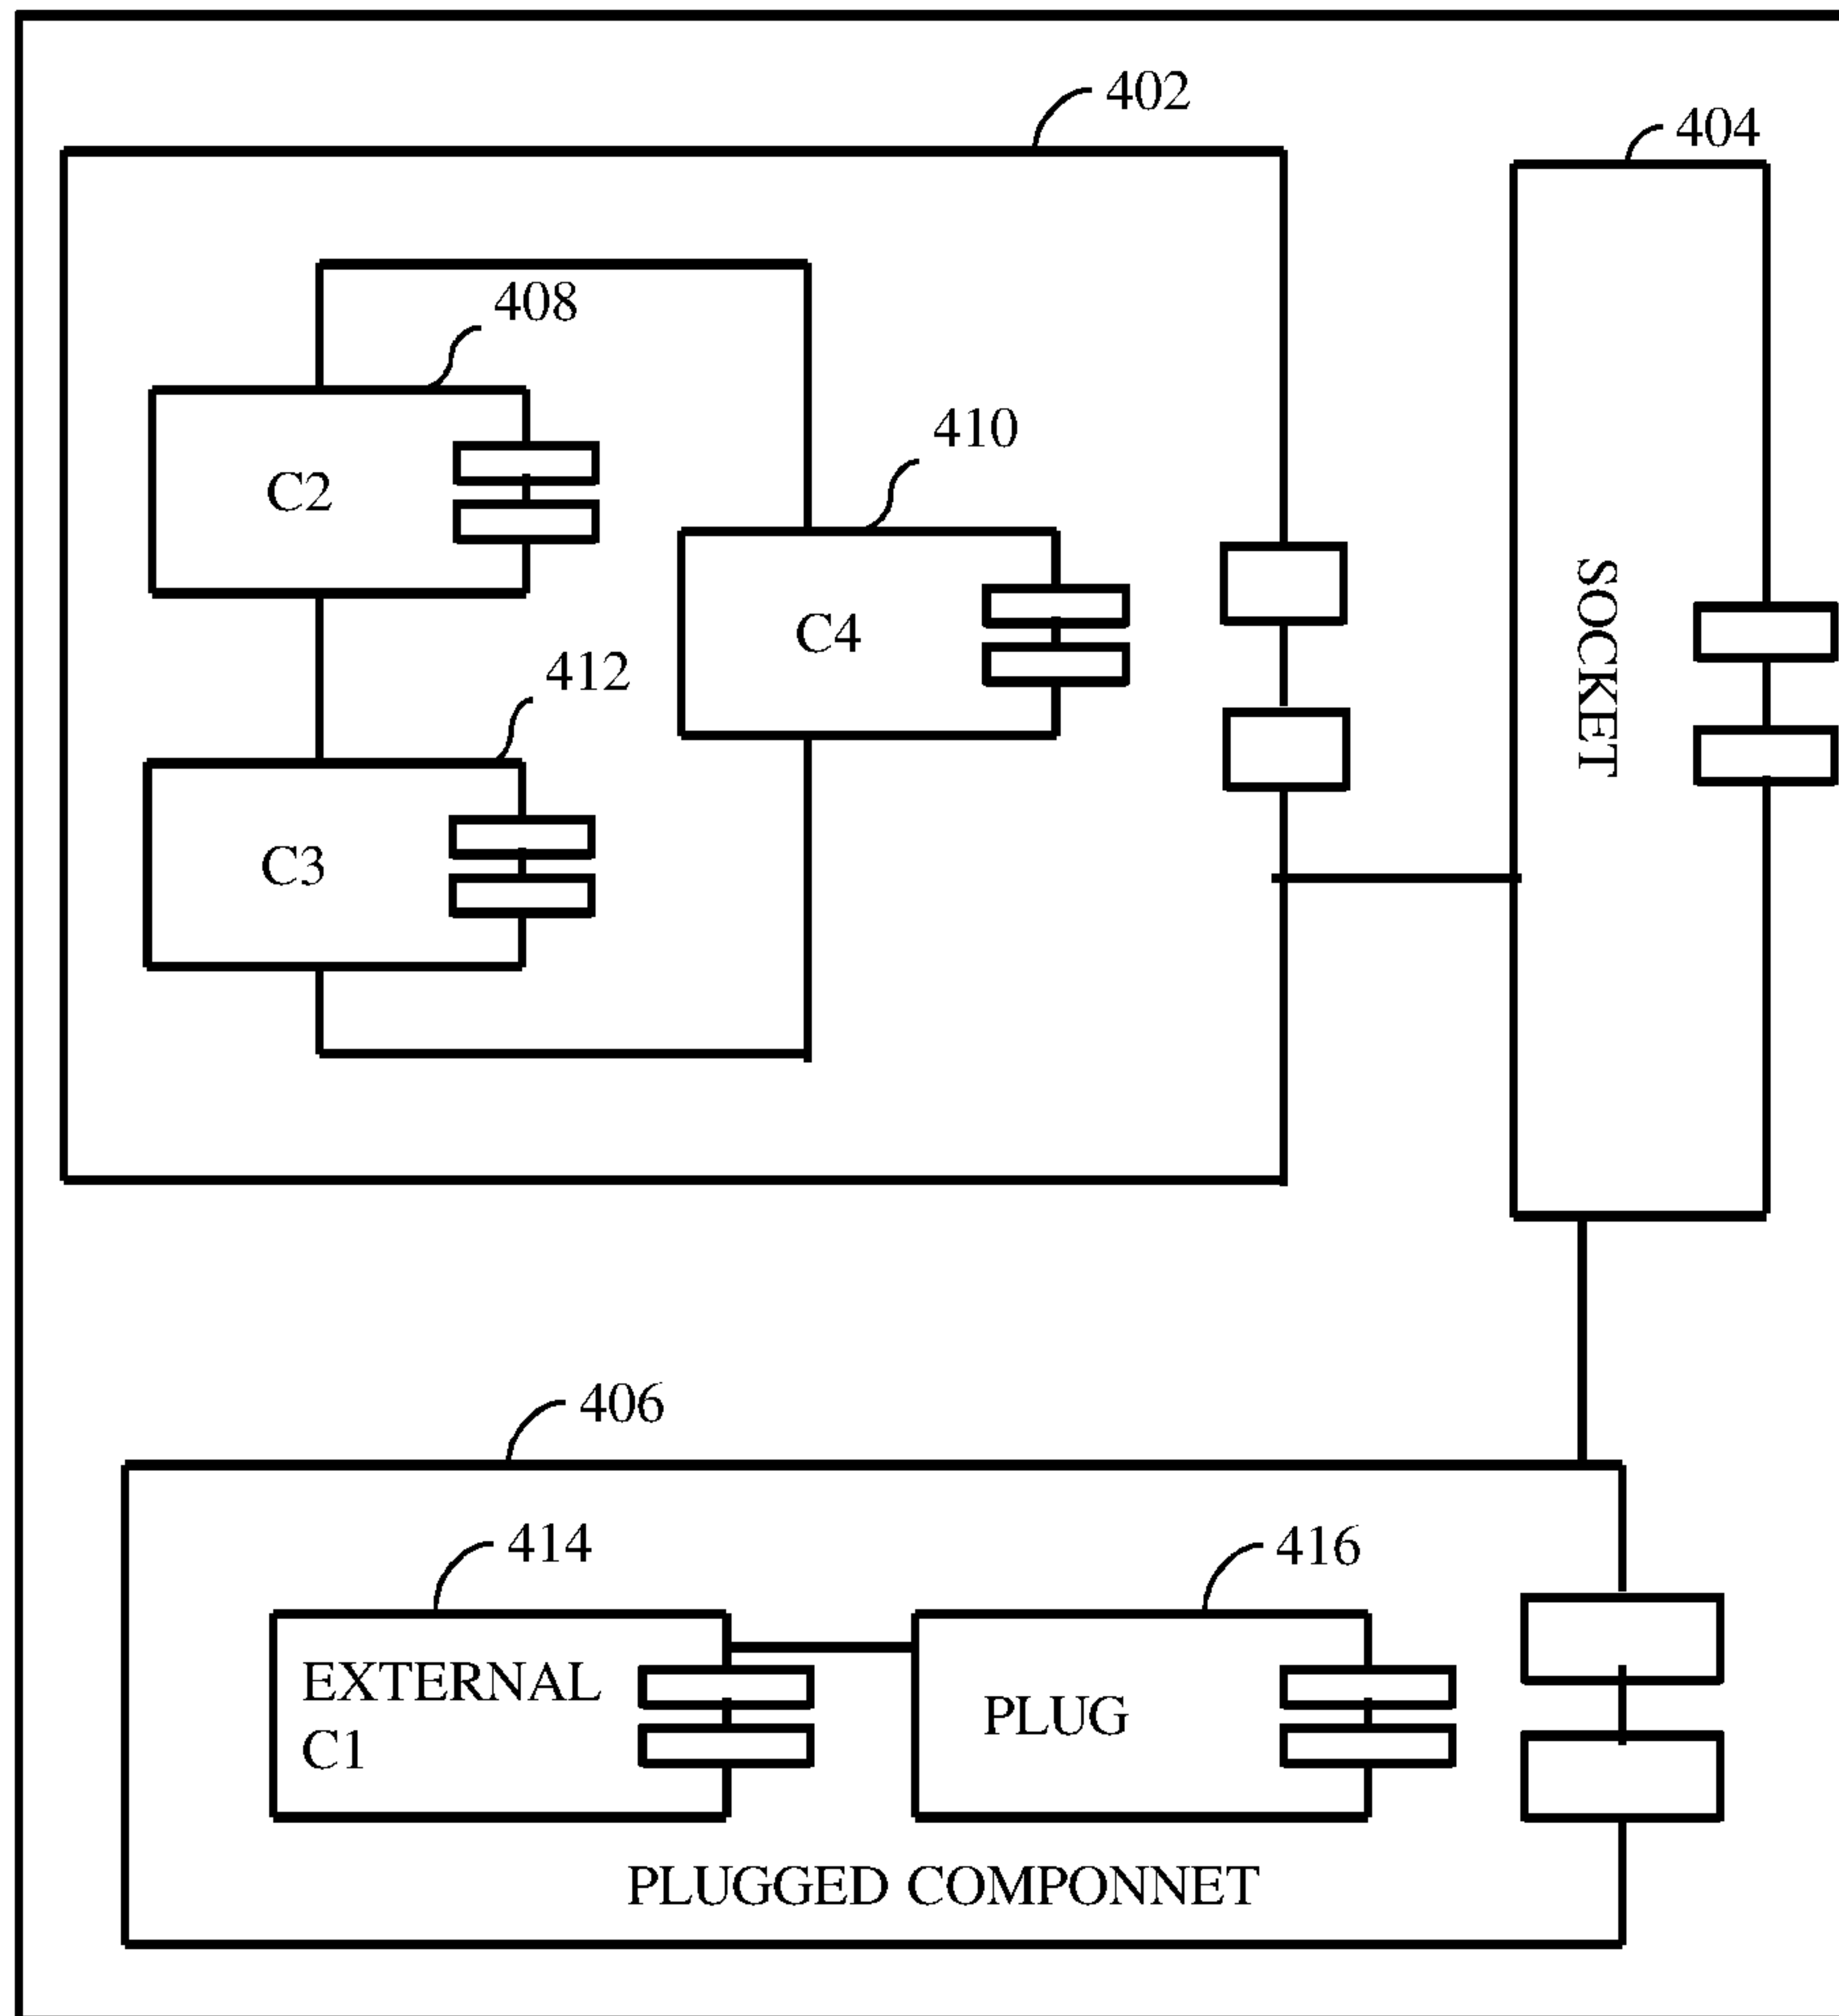 402
404
408
C2
410
C4
SOCKET
412
C3
406
414
416
EXTERNAL
C1
PLUG
PLUGGED COMPONNET